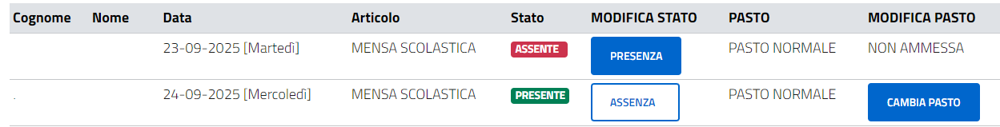 Cognome Nome Data Articolo Stato MODIFICA STATO PASTO MODIFICA PASTO
23-09-2025 [Martedì] MENSA SCOLASTICA ASSENTE PRESENZA PASTO NORMALE NON AMMESSA
. 24-09-2025 [Mercoledì] MENSA SCOLASTICA PRESENTE ASSENZA PASTO NORMALE CAMBIA PASTO